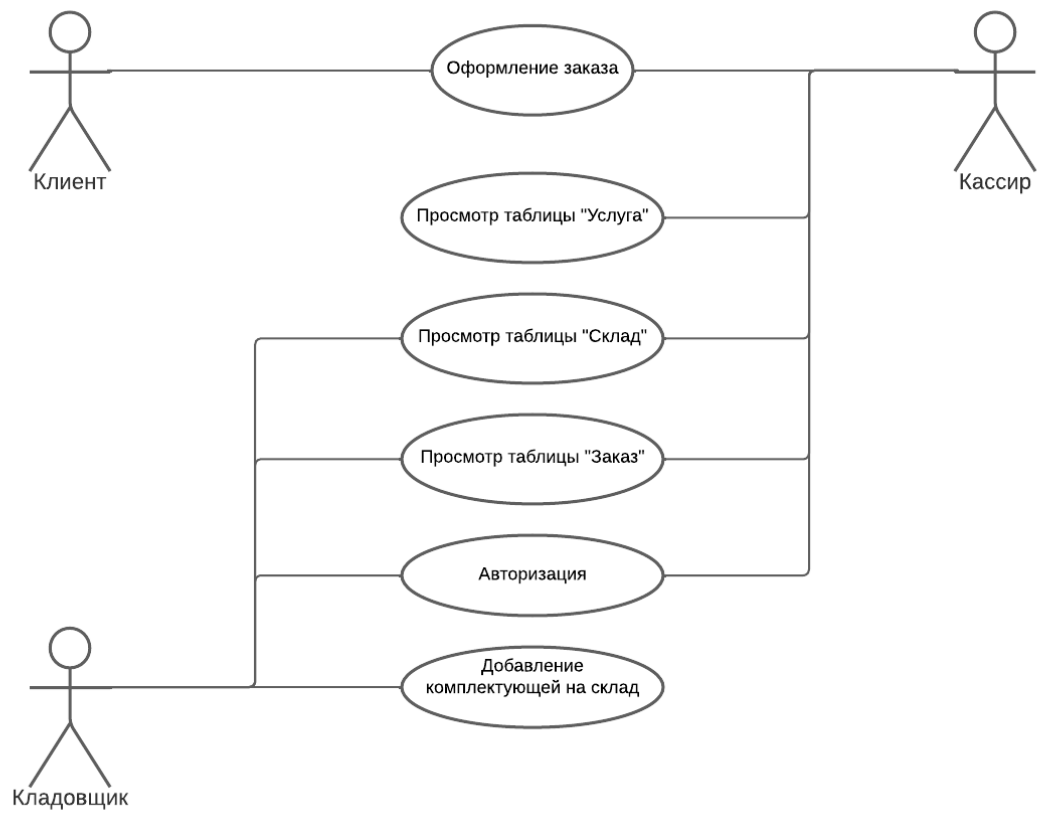 Оформление заказа
Клиент
Кассир
Просмотр таблицы "Услуга"
Просмотр таблицы "Склад"
Просмотр таблицы "Заказ"
Авторизация
Добавление
комплектующей на склад
Кладовщик